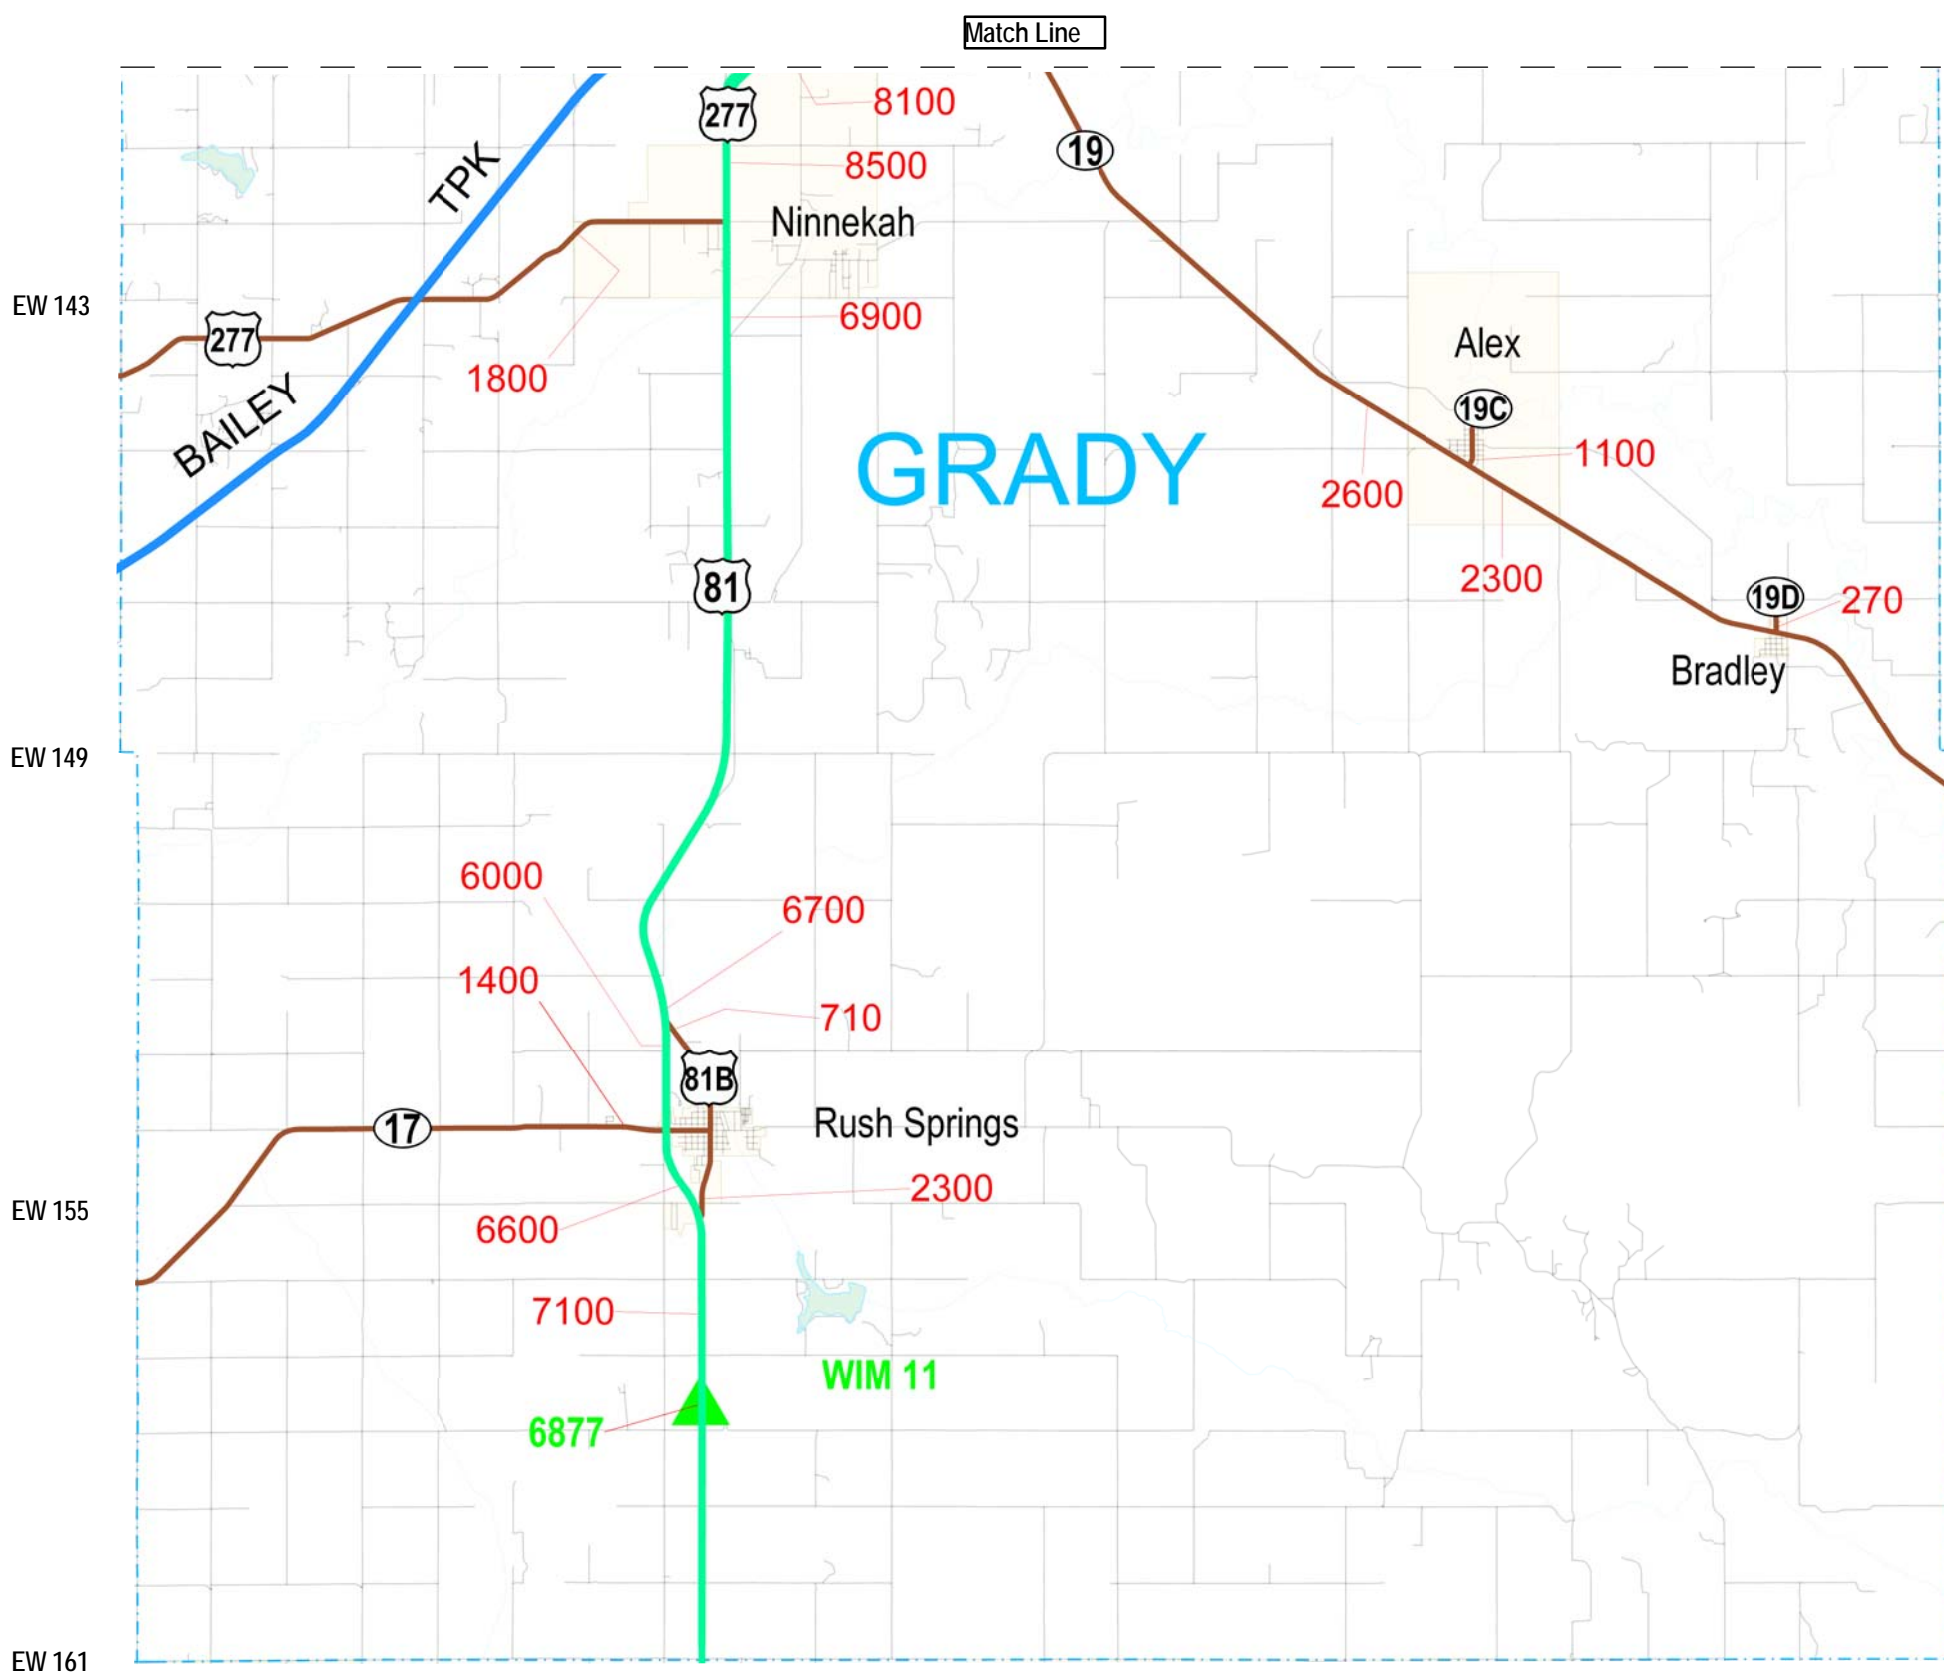 Match Line
8100
277
19
8500
TPK
Ninnekah
EW 143
6900
277
Alex
1800
19C
BAILEY
GRADY
1100
2600
2300
81
19D
270
Bradley
EW 149
6000
6700
1400
710
81B
17
Rush Springs
2300
EW 155
6600
7100
WIM 11
6877
EW 161